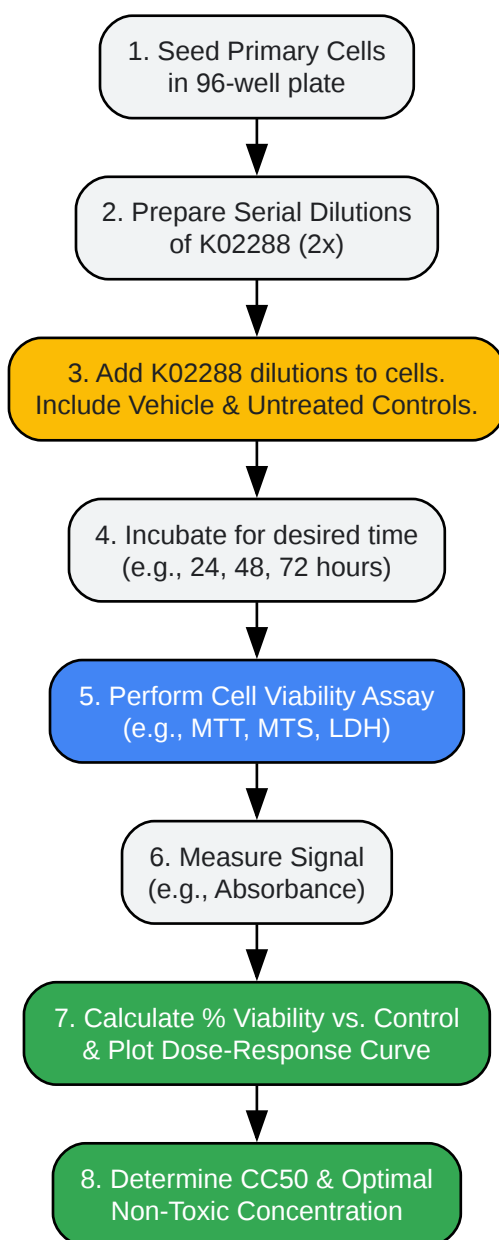 1. Seed Primary Cells
in 96-well plate
2. Prepare Serial Dilutions
of K02288 (2x)
3. Add K02288 dilutions to cells.
Include Vehicle & Untreated Controls.
4. Incubate for desired time
(e.g., 24, 48, 72 hours)
5. Perform Cell Viability Assay
(e.g., MTT, MTS, LDH)
6. Measure Signal
(e.g., Absorbance)
7. Calculate % Viability vs. Control
& Plot Dose-Response Curve
8. Determine CC50 & Optimal
Non-Toxic Concentration